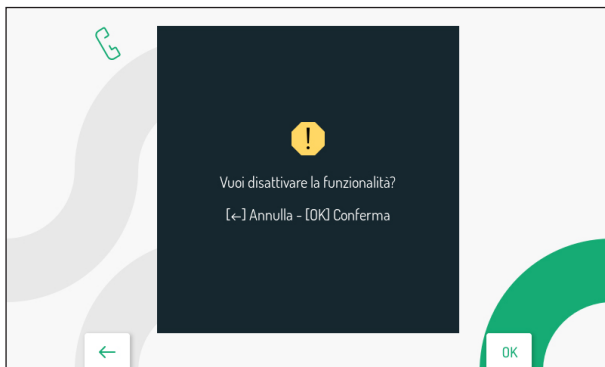 Vuoi disattivare la funzionalità?
[←] Annulla - [OK] Conferma
←
OK